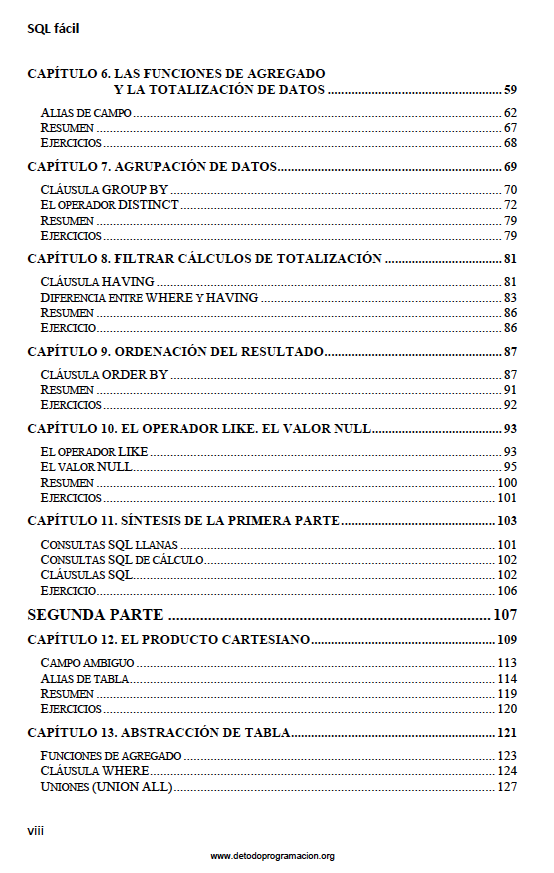 SQL fácil
CAPÍTULO 6. LAS FUNCIONES DE AGREGADO
Y LA TOTALIZACIÓN DE DATOS ........ 59
ALIAS DE CAMPO ........ 62
RESUMEN ........ 67
EJERCICIOS ........ 68
CAPÍTULO 7. AGRUPACIÓN DE DATOS ........ 69
CLÁUSULA GROUP BY ........ 70
EL OPERADOR DISTINCT ........ 72
RESUMEN ........ 79
EJERCICIOS ........ 79
CAPÍTULO 8. FILTRAR CÁLCULOS DE TOTALIZACIÓN ........ 81
CLÁUSULA HAVING ........ 81
DIFERENCIA ENTRE WHERE Y HAVING ........ 83
RESUMEN ........ 86
EJERCICIO ........ 86
CAPÍTULO 9. ORDENACIÓN DEL RESULTADO ........ 87
CLÁUSULA ORDER BY ........ 87
RESUMEN ........ 91
EJERCICIOS ........ 92
CAPÍTULO 10. EL OPERADOR LIKE. EL VALOR NULL ........ 93
EL OPERADOR LIKE ........ 93
EL VALOR NULL ........ 95
RESUMEN ........ 100
EJERCICIOS ........ 101
CAPÍTULO 11. SÍNTESIS DE LA PRIMERA PARTE ........ 103
CONSULTAS SQL LLANAS ........ 101
CONSULTAS SQL DE CÁLCULO ........ 102
CLÁUSULAS SQL ........ 102
EJERCICIO ........ 106
SEGUNDA PARTE ........ 107
CAPÍTULO 12. EL PRODUCTO CARTESIANO ........ 109
CAMPO AMBIGUO ........ 113
ALIAS DE TABLA ........ 114
RESUMEN ........ 119
EJERCICIOS ........ 120
CAPÍTULO 13. ABSTRACCIÓN DE TABLA ........ 121
FUNCIONES DE AGREGADO ........ 123
CLÁUSULA WHERE ........ 124
UNIONES (UNION ALL) ........ 127
viii
www.detodoprogramacion.org